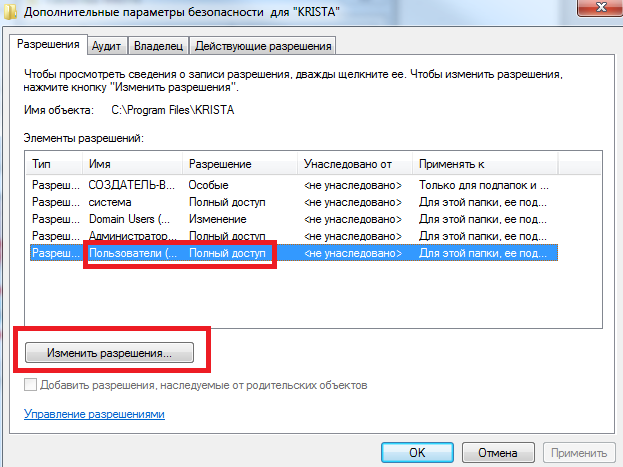 Дополнительные параметры безопасности для "KRISTA"
Разрешения Аудит Владелец Действующие разрешения
Чтобы просмотреть сведения о записи разрешения, дважды щелкните ее. Чтобы изменить разрешения,
нажмите кнопку "Изменить разрешения".
Имя объекта: C:\Program Files\KRISTA
Элементы разрешений:
Тип Имя Разрешение Унаследовано от Применять к
Разреш... СОЗДАТЕЛЬ-В... Особые <не унаследовано> Только для подпапок и ...
Разреш... система Полный доступ <не унаследовано> Для этой папки, ее под...
Разреш... Domain Users (... Изменение <не унаследовано> Для этой папки, ее под...
Разреш... Администратор... Полный доступ <не унаследовано> Для этой папки, ее под...
Разреш... Пользователи (... Полный доступ <не унаследовано> Для этой папки, ее под...
Изменить разрешения...
Добавить разрешения, наследуемые от родительских объектов
Управление разрешениями
OK Отмена Применить